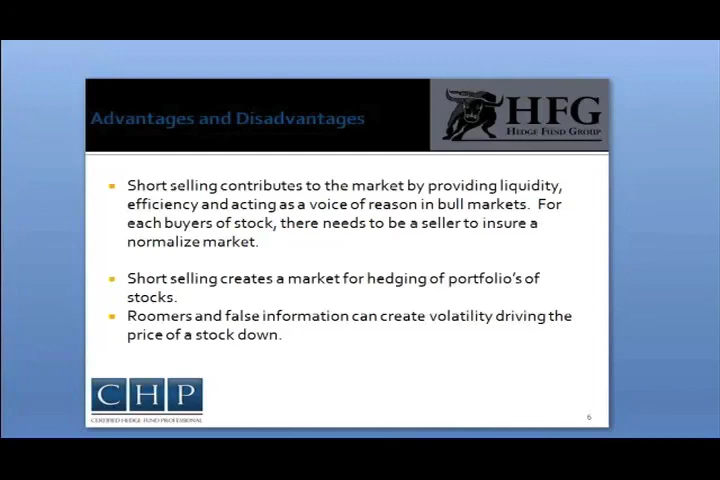 Advantages and Disadvantages
HFG
HEDGE FUND GROUP
Short selling contributes to the market by providing liquidity,
efficiency and acting as a voice of reason in bull markets. For
each buyers of stock, there needs to be a seller to insure a
normalize market.
Short selling creates a market for hedging of portfolio's of
stocks.
Roomers and false information can create volatility driving the
price of a stock down.
CHP
CERTIFIED HEDGE FUND PROFESSIONAL
6